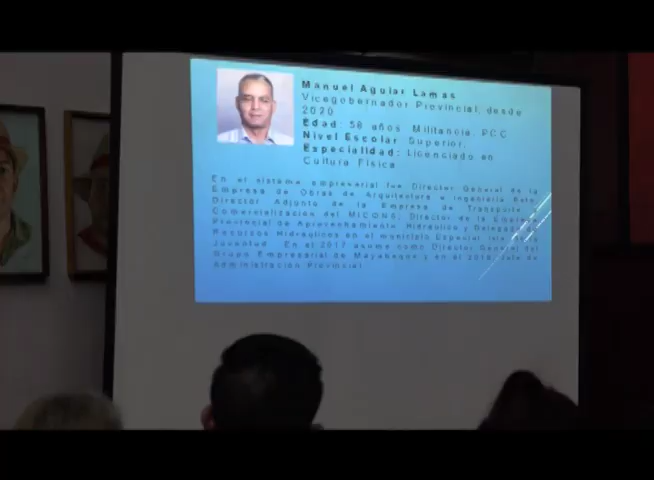 Manuel Aguiar Lamas
Vicegobernador Provincial, desde
2020
Edad: 58 años Militancia: PCC
Nivel Escolar: Superior.
Especialidad: Licenciado en
Cultura Física
En el sistema empresarial fue Director General de la
Empresa de Obras de Arquitectura e Ingeniería
Director Adjunto de la Empresa de Transporte y
Comercialización del MICONS, Director de la Empresa
Provincial de Aprovechamiento Hidráulico y Delegado de
Recursos Hidráulicos en el municipio Especial Isla de la
Juventud. En el 2017 asume como Director General del
Grupo Empresarial de Mayabeque y en el Jefe de
Administración Provincial